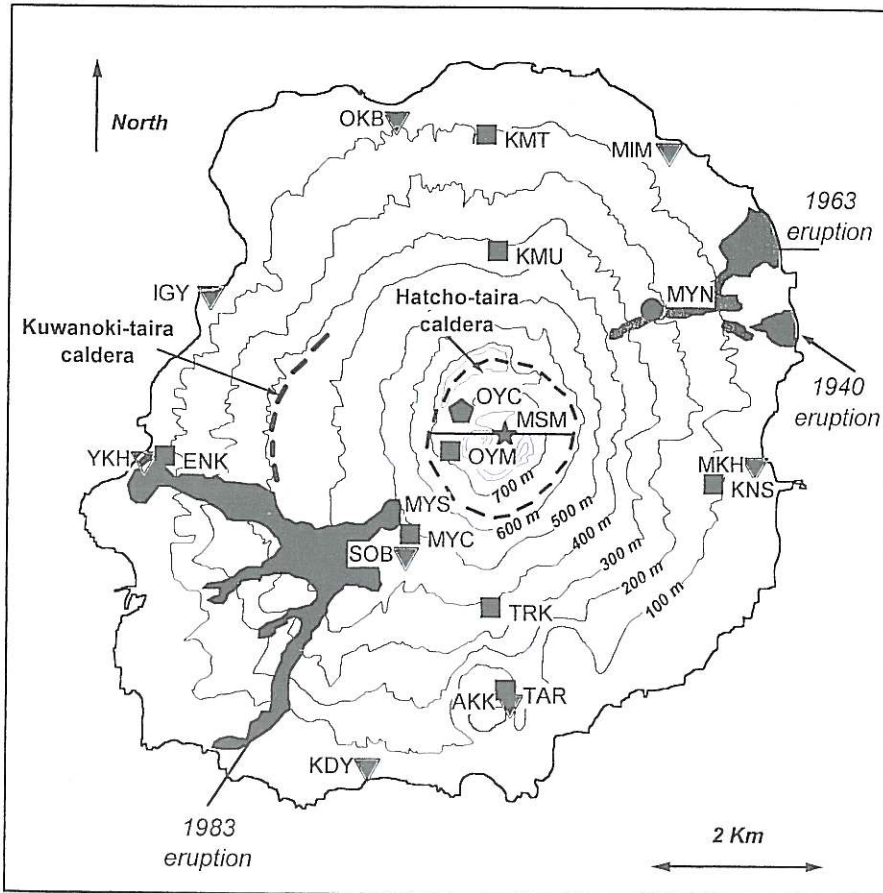 North
OKB
KMT
MIM
1963
eruption
KMU
IGY
MYN
Hatcho-taira
caldera
Kuwanoki-taira
caldera
OYC
MSM
1940
eruption
YKH
ENK
OYM
MKH
KNS
700 m
MYS
600 m
500 m
400 m
300 m
200 m
100 m
MYC
SOB
TRK
AKK
TAR
KDY
1983
eruption
2 Km